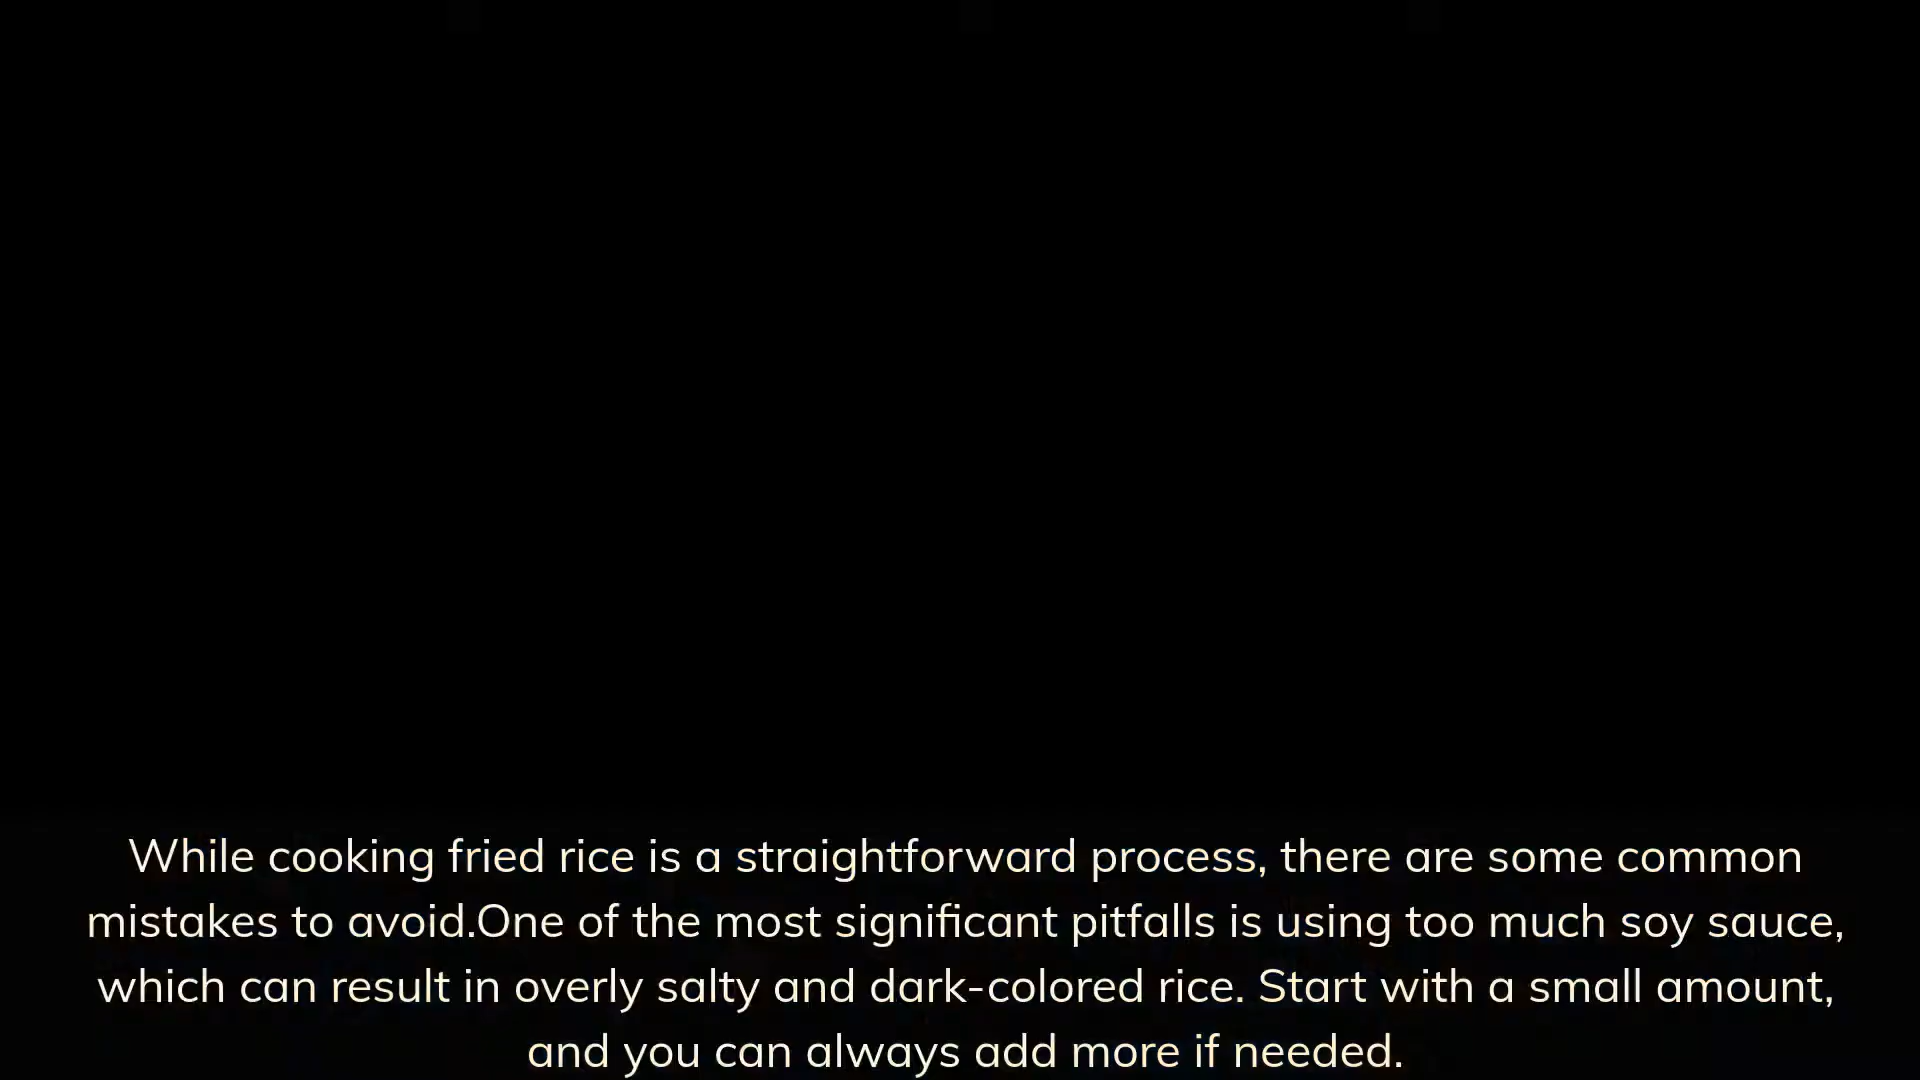 While cooking fried rice is a straightforward process, there are some common
mistakes to avoid.One of the most significant pitfalls is using too much soy sauce,
which can result in overly salty and dark-colored rice. Start with a small amount,
and you can always add more if needed.